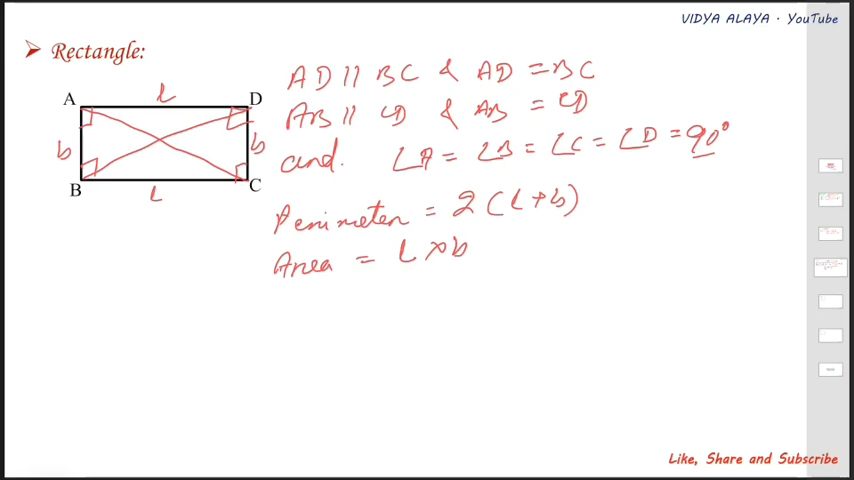 VIDYA ALAYA · YouTube
➤ Rectangle:
AD || BC & AD = BC
A l D
AB || CD & AB = CD
b b
and. ∠A = ∠B = ∠C = ∠D = 90°
B l C
Perimeter = 2 (l + b)
Area = l × b
Like, Share and Subscribe